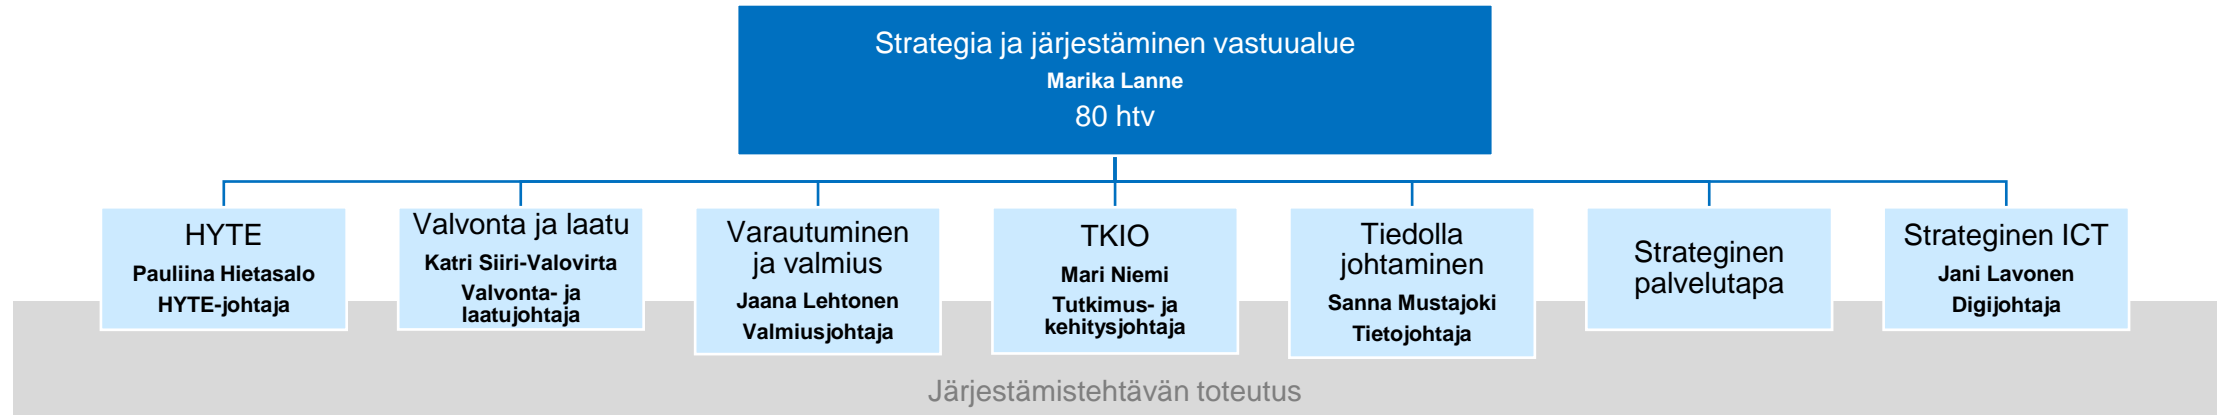 Strategia ja järjestäminen vastuualue
Marika Lanne
80 htv
HYTE
Pauliina Hietasalo
HYTE-johtaja
Valvonta ja laatu
Katri Siiri-Valovirta
Valvonta- ja
laatujohtaja
Varautuminen
ja valmius
Jaana Lehtonen
Valmiusjohtaja
TKIO
Mari Niemi
Tutkimus- ja
kehitysjohtaja
Tiedolla
johtaminen
Sanna Mustajoki
Tietojohtaja
Strateginen
palvelutapa
Strateginen ICT
Jani Lavonen
Digijohtaja
Järjestämistehtävän toteutus